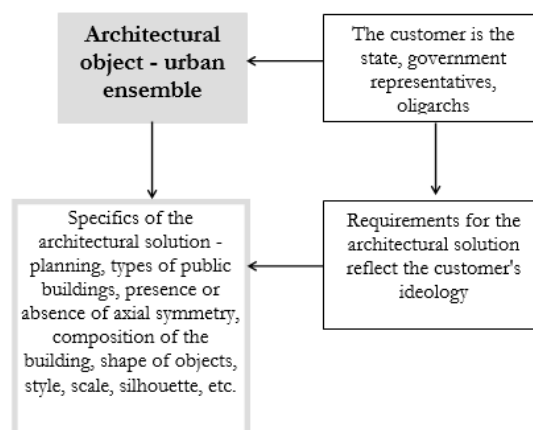 Architectural
object - urban
ensemble
The customer is the
state, government
representatives,
oligarchs
Specifics of the
architectural solution -
planning, types of public
buildings, presence or
absence of axial symmetry,
composition of the
building, shape of objects,
style, scale, silhouette, etc.
Requirements for the
architectural solution
reflect the customer's
ideology